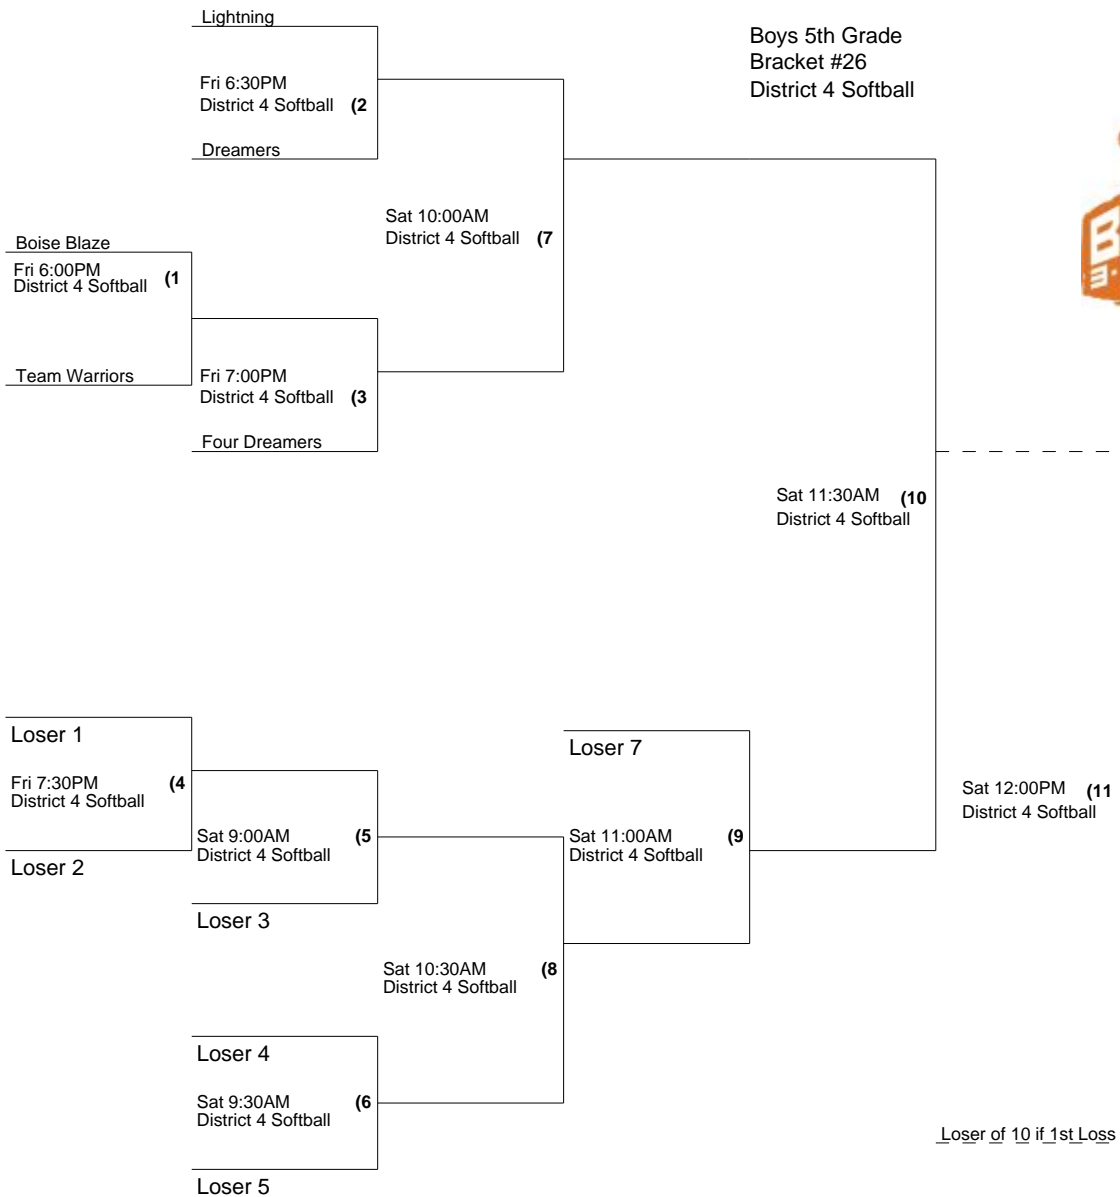 Lightning
Boys 5th Grade
Bracket #26
District 4 Softball
Fri 6:30PM
District 4 Softball (2
Dreamers
Sat 10:00AM
District 4 Softball (7
Boise Blaze
Fri 6:00PM
District 4 Softball (1
Team Warriors
Fri 7:00PM
District 4 Softball (3
Four Dreamers
Sat 11:30AM (10
District 4 Softball
Loser 1
Fri 7:30PM (4
District 4 Softball
Loser 2
Loser 7
Sat 12:00PM (11
District 4 Softball
Sat 9:00AM (5
District 4 Softball
Sat 11:00AM (9
District 4 Softball
Loser 3
Sat 10:30AM (8
District 4 Softball
Loser 4
Sat 9:30AM (6
District 4 Softball
Loser 5
Loser of 10 if 1st Loss